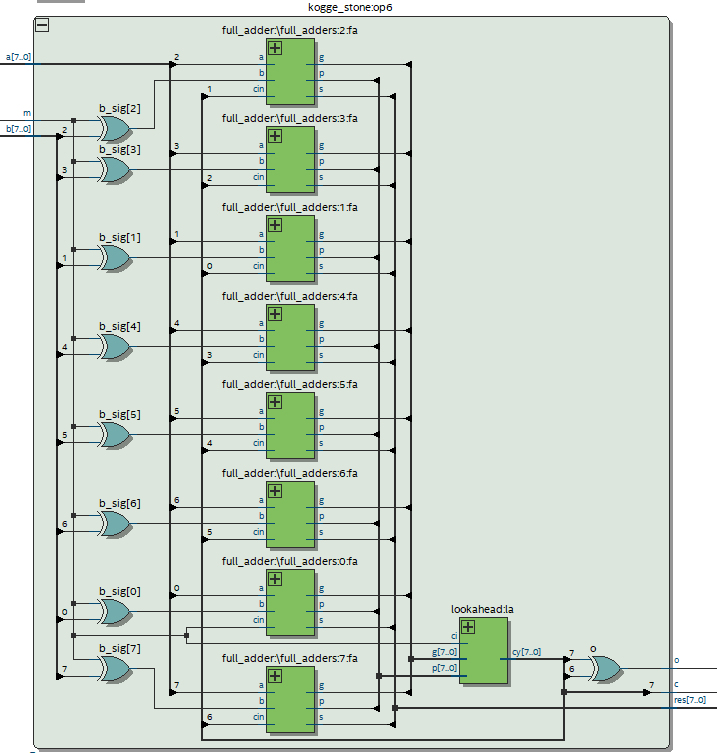 kogge_stone:op6
full_adder:\full_adders:2:fa
a[7..0]
2
a
g
b
p
1
cin
s
b_sig[2]
m
b[7..0]
2
full_adder:\full_adders:3:fa
b_sig[3]
3
a
g
b
p
3
2
cin
s
full_adder:\full_adders:1:fa
b_sig[1]
1
a
g
b
p
1
0
cin
s
full_adder:\full_adders:4:fa
b_sig[4]
4
a
g
b
p
4
3
cin
s
full_adder:\full_adders:5:fa
b_sig[5]
5
a
g
b
p
5
4
cin
s
full_adder:\full_adders:6:fa
b_sig[6]
6
a
g
b
p
6
5
cin
s
full_adder:\full_adders:0:fa
b_sig[0]
0
a
g
b
p
0
cin
s
lookahead:la
ci
g[7..0]
cy[7..0]
p[7..0]
7
6
o
o
c
7
res[7..0]
b_sig[7]
full_adder:\full_adders:7:fa
7
7
a
g
b
p
6
cin
s